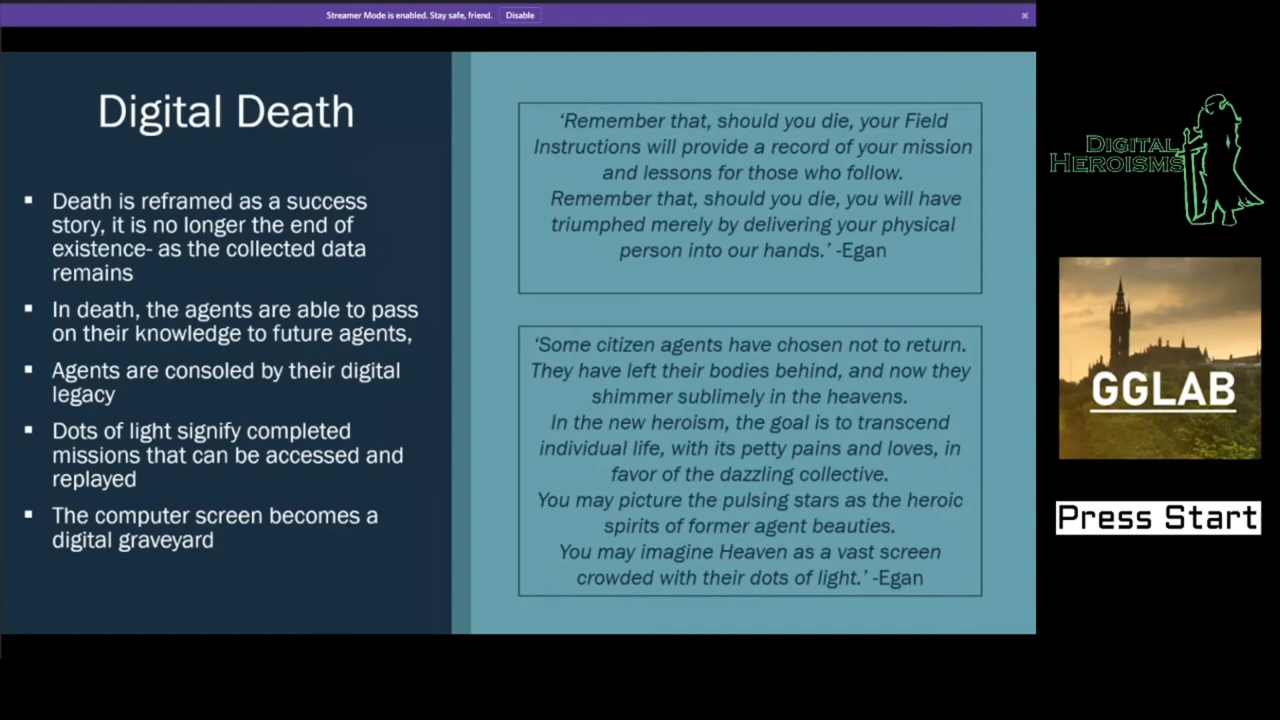 Streamer Mode is enabled. Stay safe, friend. Disable
Digital Death
▪ Death is reframed as a success
story, it is no longer the end of
existence- as the collected data
remains
▪ In death, the agents are able to pass
on their knowledge to future agents,
▪ Agents are consoled by their digital
legacy
▪ Dots of light signify completed
missions that can be accessed and
replayed
▪ The computer screen becomes a
digital graveyard
‘Remember that, should you die, your Field
Instructions will provide a record of your mission
and lessons for those who follow.
Remember that, should you die, you will have
triumphed merely by delivering your physical
person into our hands.’ -Egan
‘Some citizen agents have chosen not to return.
They have left their bodies behind, and now they
shimmer sublimely in the heavens.
In the new heroism, the goal is to transcend
individual life, with its petty pains and loves, in
favor of the dazzling collective.
You may picture the pulsing stars as the heroic
spirits of former agent beauties.
You may imagine Heaven as a vast screen
crowded with their dots of light.’ -Egan
Digital
Heroisms
GGLAB
Press Start